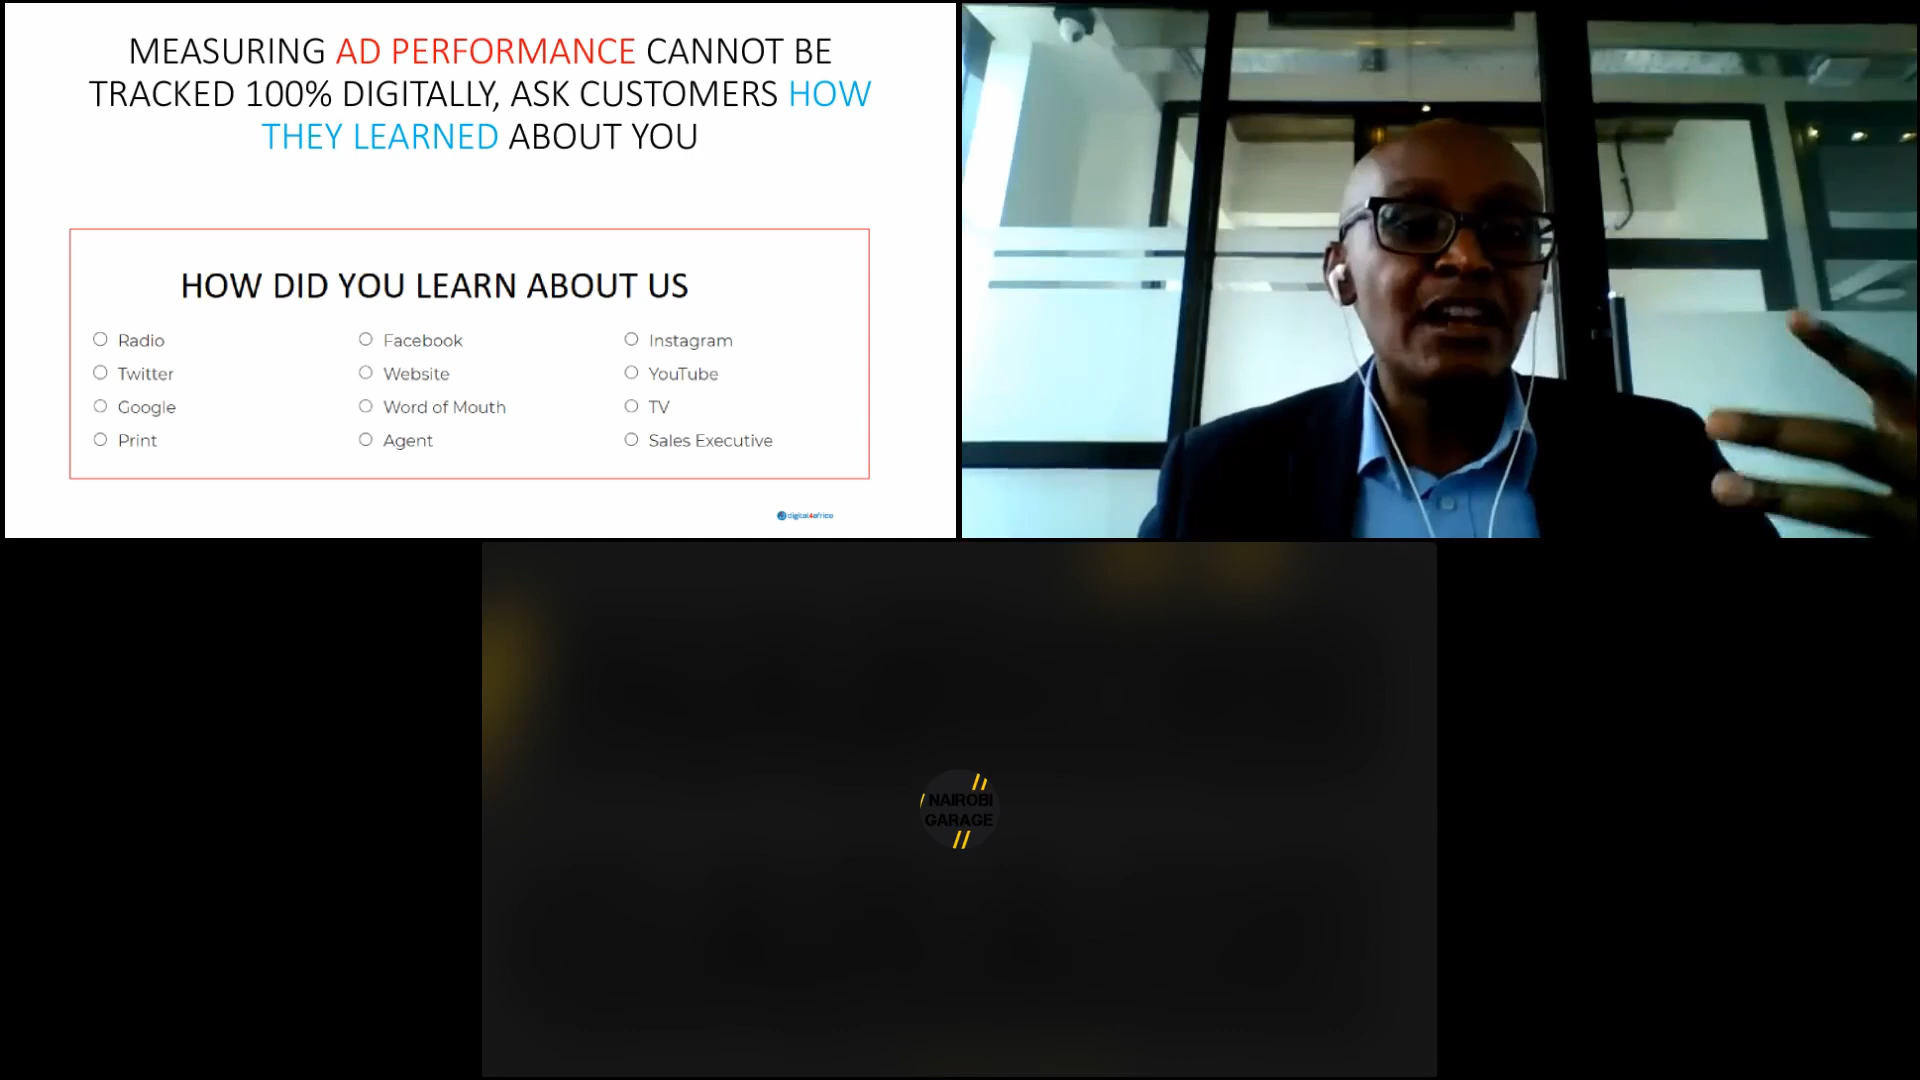 MEASURING AD PERFORMANCE CANNOT BE
TRACKED 100% DIGITALLY, ASK CUSTOMERS HOW
THEY LEARNED ABOUT YOU
HOW DID YOU LEARN ABOUT US
Radio
Facebook
Instagram
Twitter
Website
YouTube
Google
Word of Mouth
TV
Print
Agent
Sales Executive
digital4africa
NAIROBI
GARAGE